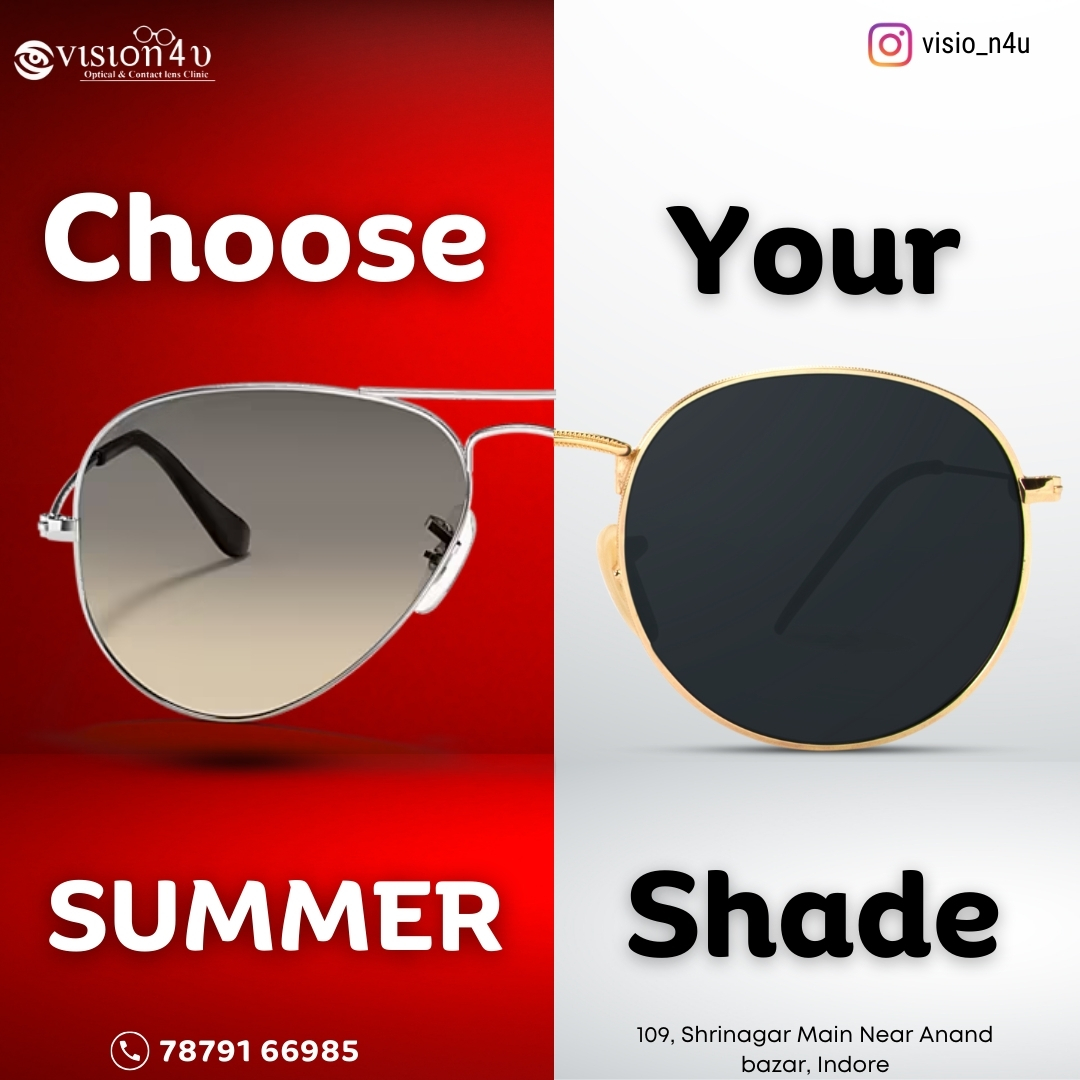 vision4u
Optical & Contact lens Clinic
visio_n4u
Choose Your
SUMMER Shade
78791 66985
109, Shrinagar Main Near Anand
bazar, Indore